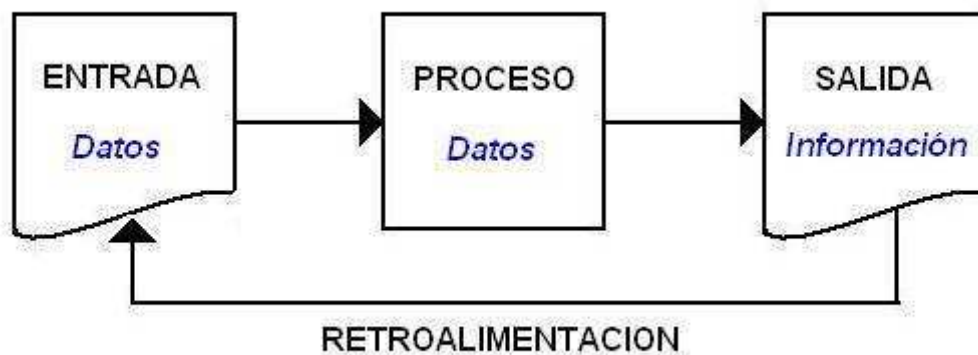 ENTRADA
Datos
PROCESO
Datos
SALIDA
Información
RETROALIMENTACION